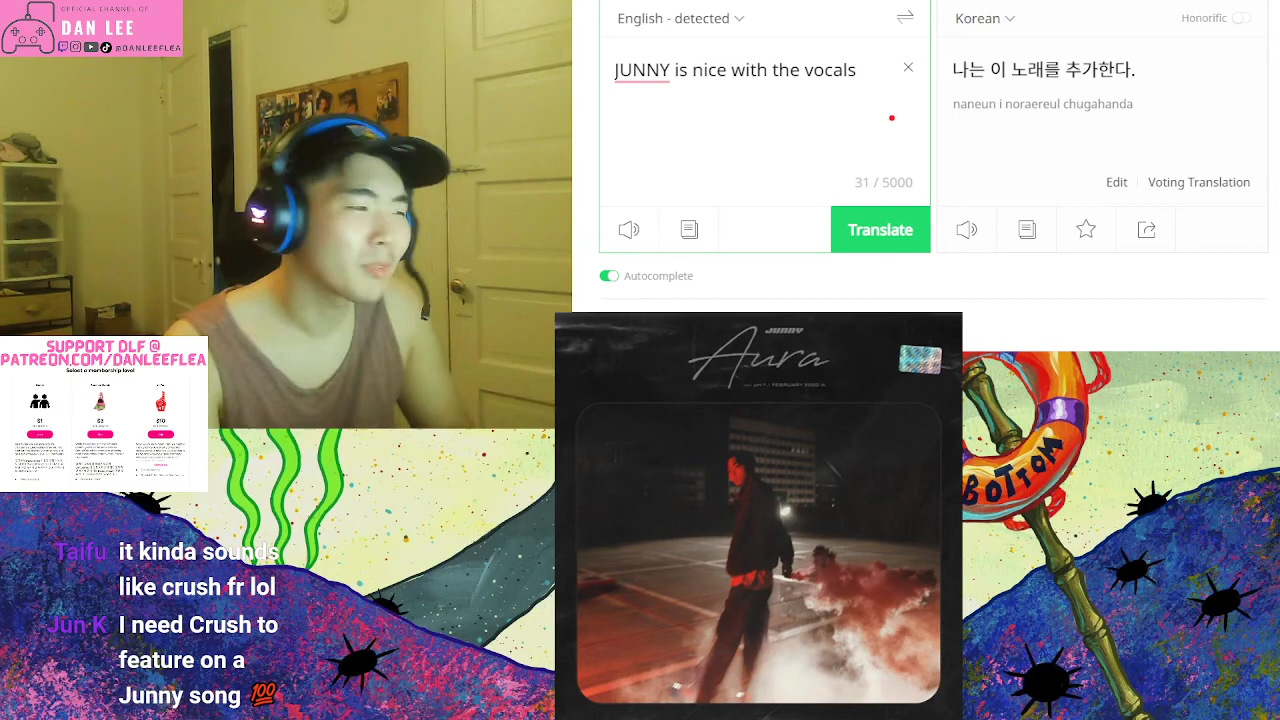 OFFICIAL CHANNEL OF
DAN LEE
@DANLEEFLEA
English - detected
JUNNY is nice with the vocals
31 / 5000
Translate
Autocomplete
Korean
Honorific
나는 이 노래를 추가한다.
naneun i noraereul chugahanda
Edit
Voting Translation
SUPPORT DLF @
PATREON.COM/DANLEEFLEA
Select a membership level
$1
$3
$10
JUNNY
Aura
BOTTOM
Taifu it kinda sounds
like crush fr lol
Jun K I need Crush to
feature on a
Junny song 💯